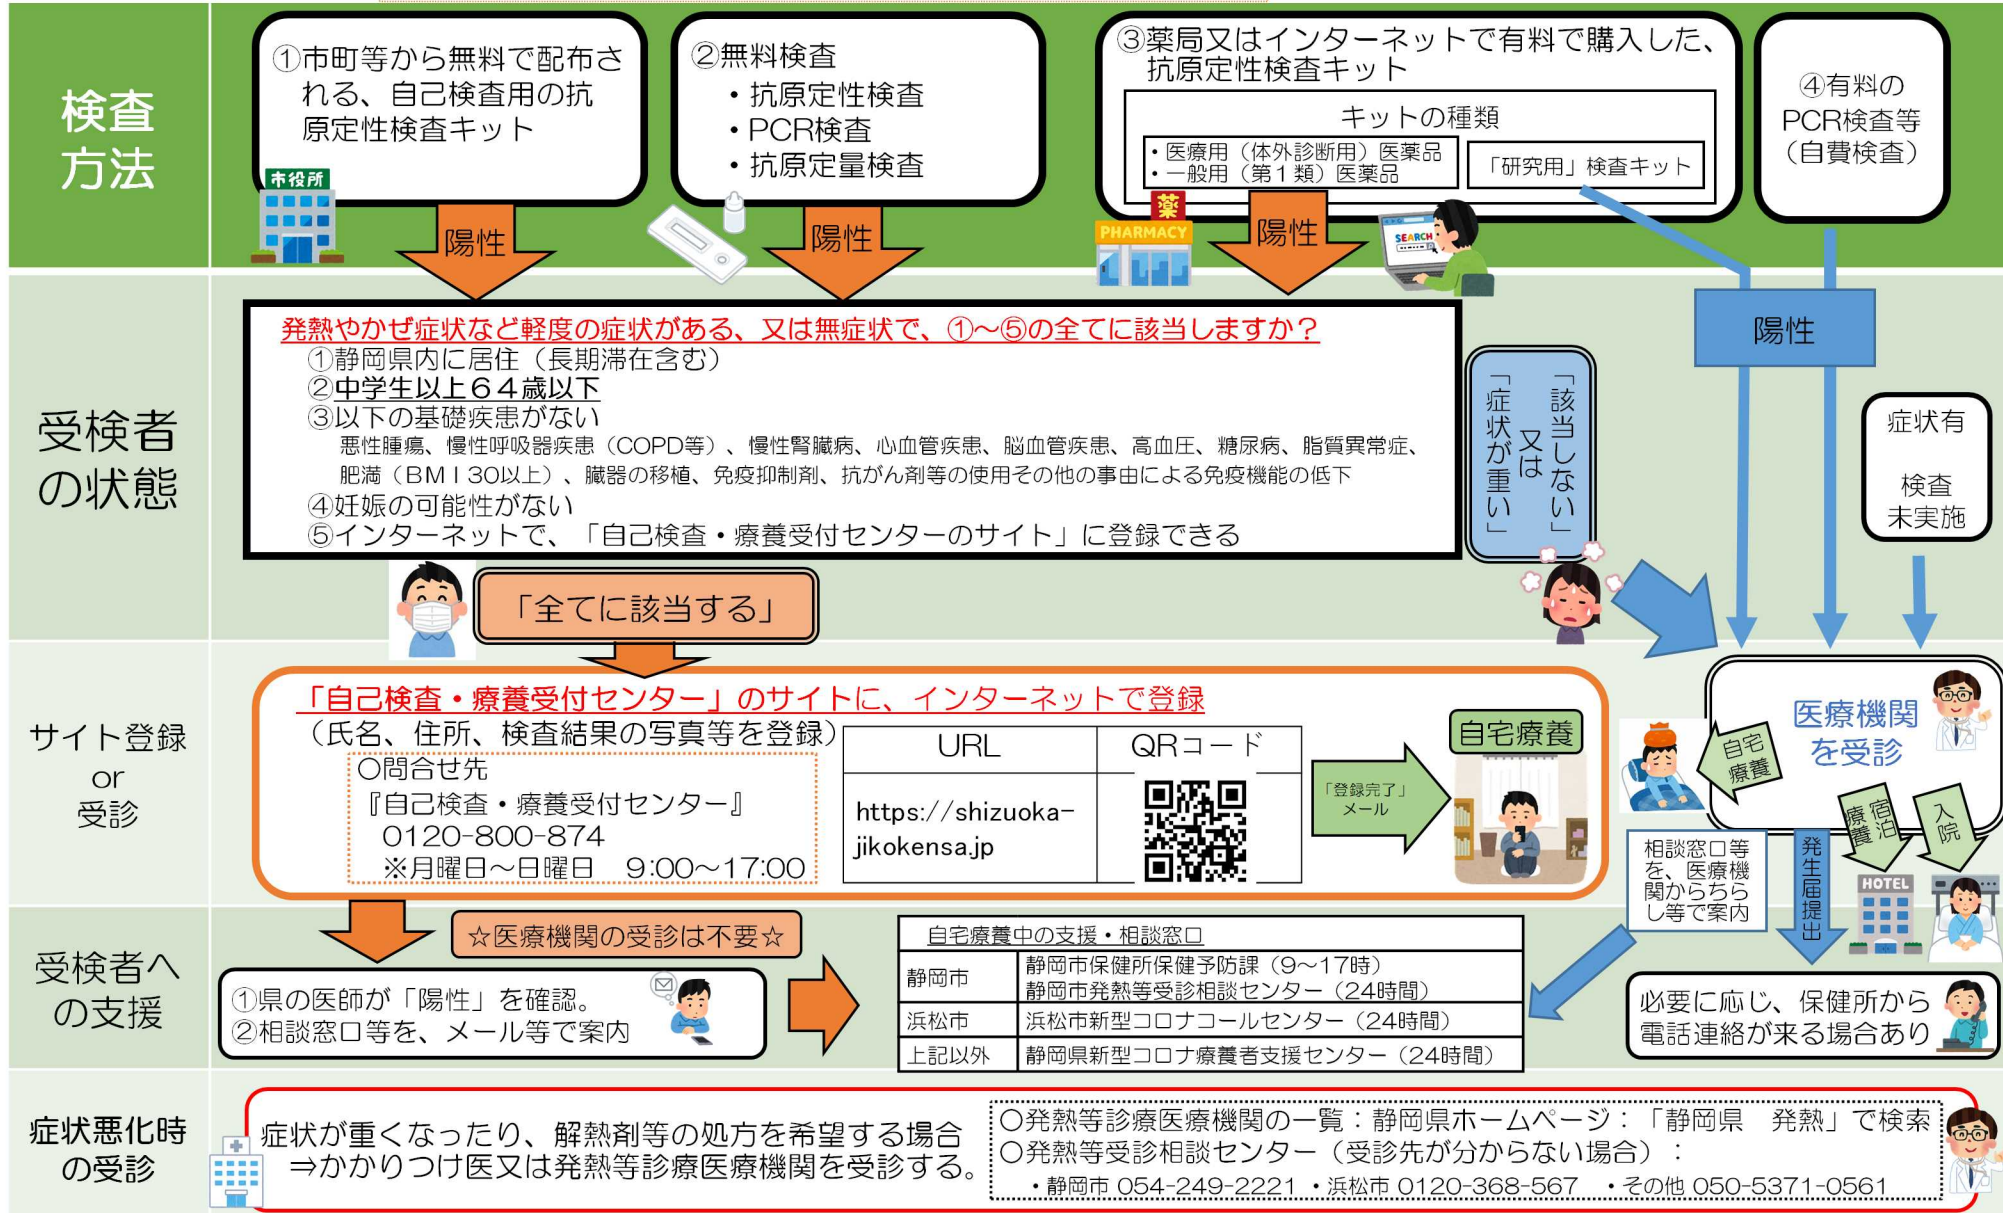 検査
方法
①市町等から無料で配布さ
れる、自己検査用の抗
原定性検査キット
市役所
②無料検査
・抗原定性検査
・PCR検査
・抗原定量検査
③薬局又はインターネットで有料で購入した、
抗原定性検査キット
キットの種類
・医療用（体外診断用）医薬品
・一般用（第１類）医薬品
「研究用」検査キット
薬
PHARMACY
SEARCH
④有料の
PCR検査等
（自費検査）
陽性
陽性
陽性
陽性
受検者
の状態
発熱やかぜ症状など軽度の症状がある、又は無症状で、①～⑤の全てに該当しますか？
①静岡県内に居住（長期滞在含む）
②中学生以上６４歳以下
③以下の基礎疾患がない
悪性腫瘍、慢性呼吸器疾患（COPD等）、慢性腎臓病、心血管疾患、脳血管疾患、高血圧、糖尿病、脂質異常症、
肥満（BMI30以上）、臓器の移植、免疫抑制剤、抗がん剤等の使用その他の事由による免疫機能の低下
④妊娠の可能性がない
⑤インターネットで、「自己検査・療養受付センターのサイト」に登録できる
「該当しない」
又は
「症状が重い」
症状有
検査
未実施
「全てに該当する」
サイト登録
or
受診
「自己検査・療養受付センター」のサイトに、インターネットで登録
（氏名、住所、検査結果の写真等を登録）
〇問合せ先
『自己検査・療養受付センター』
0120-800-874
※月曜日～日曜日　9:00～17:00
URL
QRコード
https://shizuoka-
jikokensa.jp
「登録完了」
メール
自宅療養
医療機関
を受診
自宅
療養
宿泊
療養
入院
HOTEL
相談窓口等
を、医療機
関からちら
し等で案内
発生届提出
受検者へ
の支援
☆医療機関の受診は不要☆
①県の医師が「陽性」を確認。
②相談窓口等を、メール等で案内
自宅療養中の支援・相談窓口
静岡市
静岡市保健所保健予防課（9～17時）
静岡市発熱等受診相談センター（24時間）
浜松市
浜松市新型コロナコールセンター（24時間）
上記以外
静岡県新型コロナ療養者支援センター（24時間）
必要に応じ、保健所から
電話連絡が来る場合あり
症状悪化時
の受診
症状が重くなったり、解熱剤等の処方を希望する場合
⇒かかりつけ医又は発熱等診療医療機関を受診する。
〇発熱等診療医療機関の一覧：静岡県ホームページ：「静岡県　発熱」で検索
〇発熱等受診相談センター（受診先が分からない場合）：
・静岡市 054-249-2221 ・浜松市 0120-368-567 ・その他 050-5371-0561